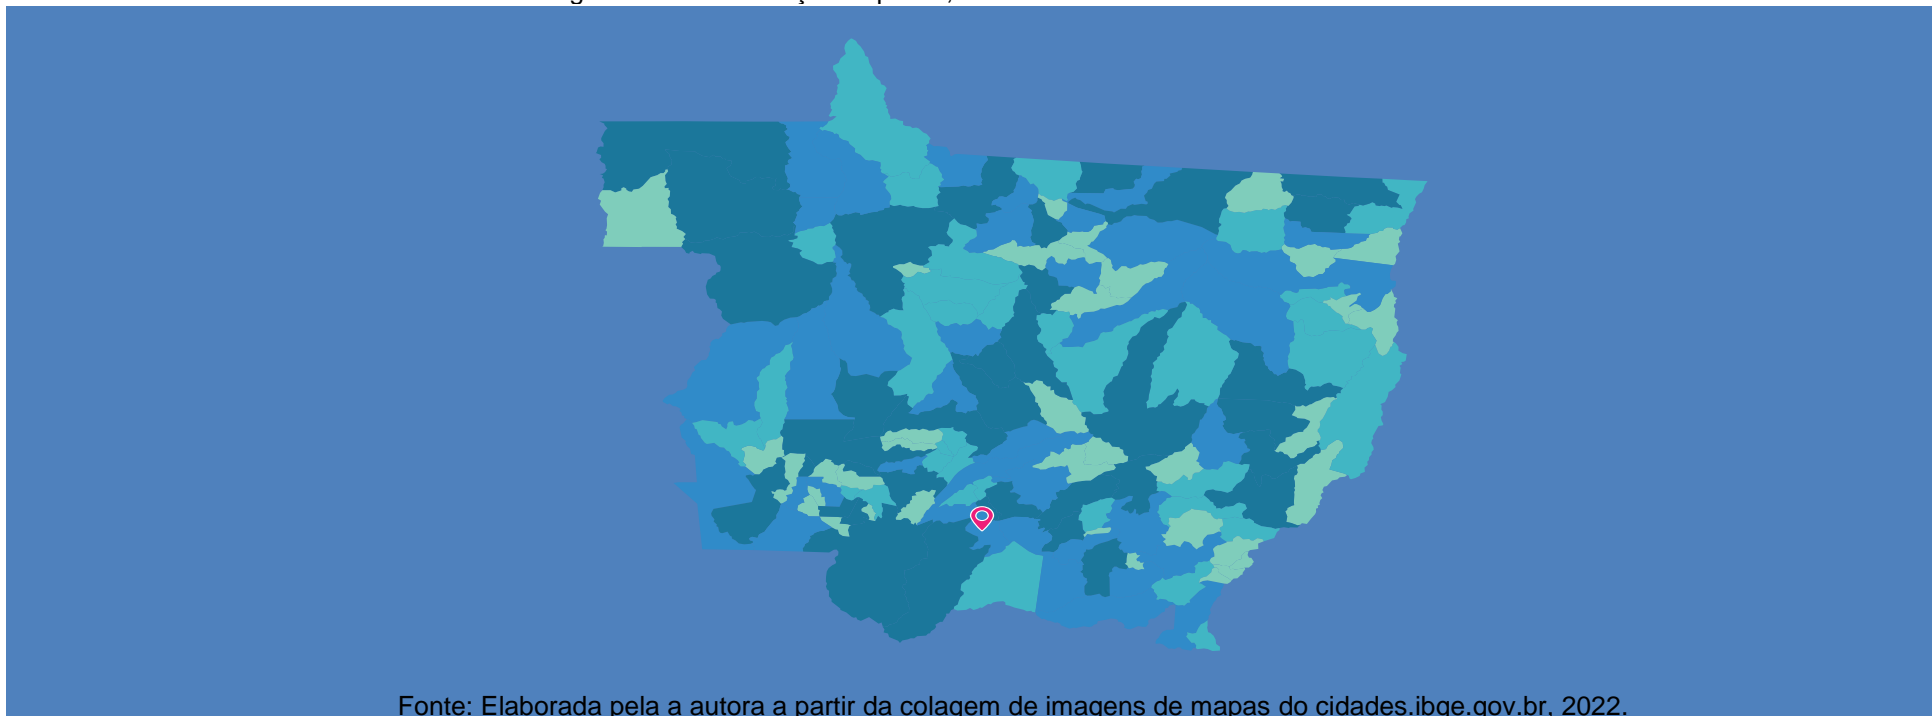 Fonte: Elaborada pela a autora a partir da colagem de imagens de mapas do cidades.ibge.gov.br, 2022.